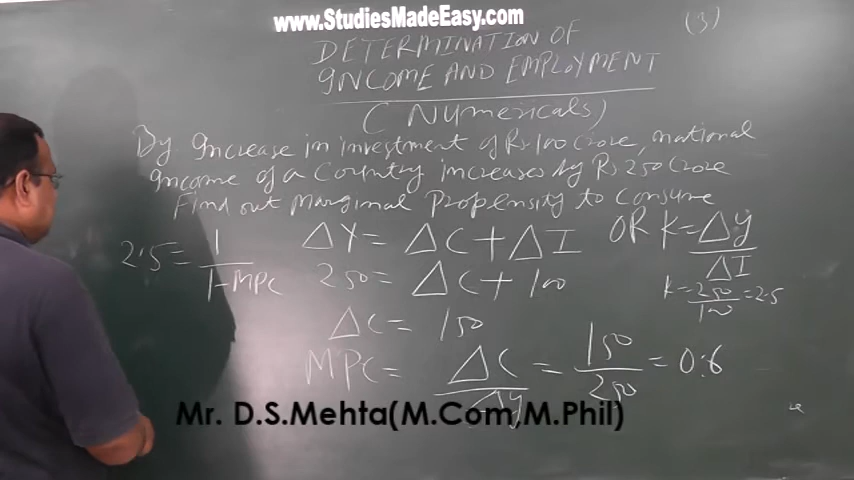 www.StudiesMadeEasy.com
(3)
DETERMINATION OF
INCOME AND EMPLOYMENT
(Numericals)
By Increase in investment of Rs 100 Crore, national
income of a Country increases by Rs 250 Crore
Find out Marginal Propensity to Consume
ΔY = ΔC + ΔI
250 = ΔC + 100
ΔC = 150
MPC = ΔC/ΔY = 150/250 = 0.6
OR K = ΔY/ΔI
K = 250/100 = 2.5
2.5 = 1/1-MPC
Mr. D.S.Mehta(M.Com,M.Phil)